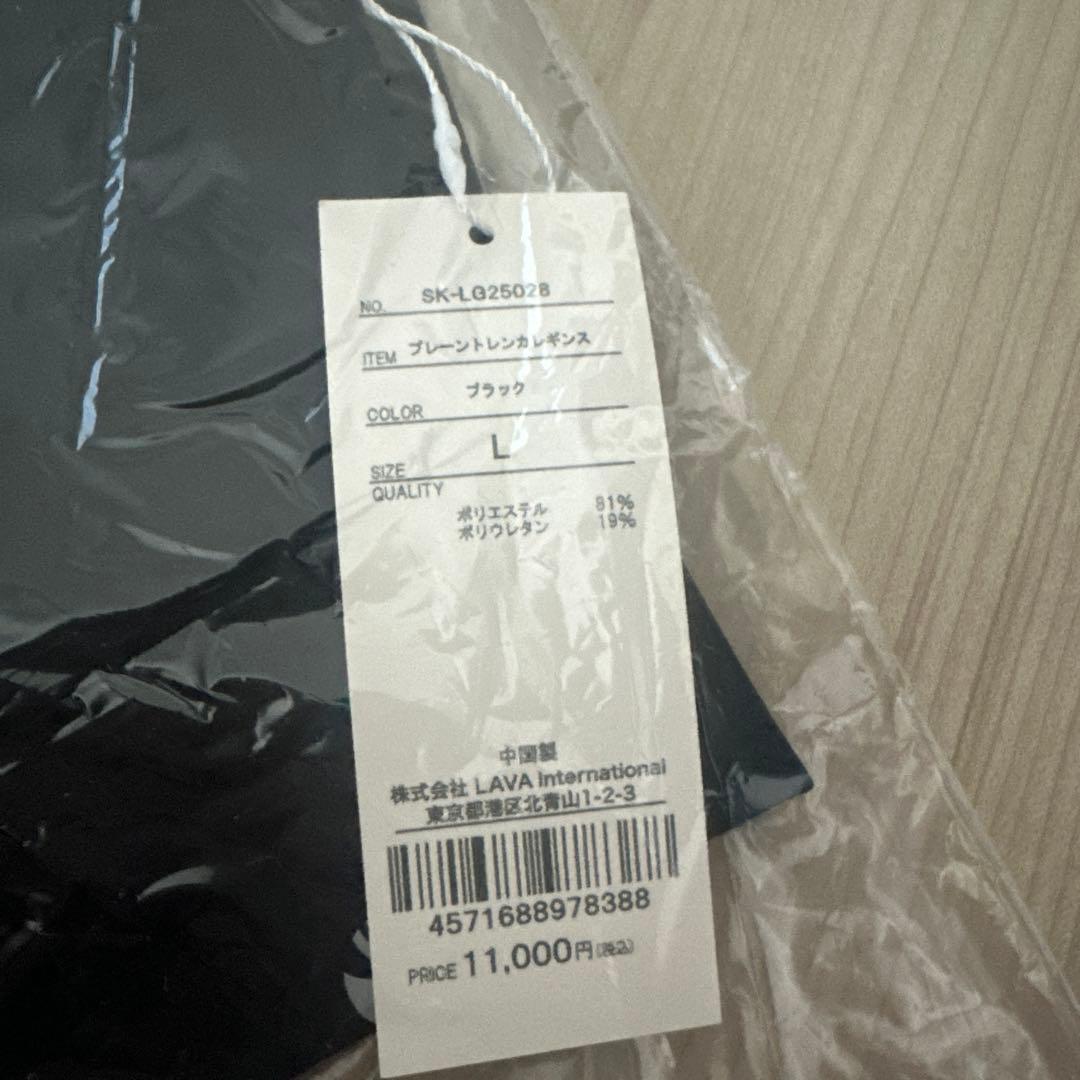 NO. SK-LG25028
ITEM プレーントレンカレギンス
COLOR ブラック
SIZE L
QUALITY
ポリエステル 81%
ポリウレタン 19%
中国製
株式会社 LAVA International
東京都港区北青山1-2-3
4571688978388
PRICE 11,000円(税込)